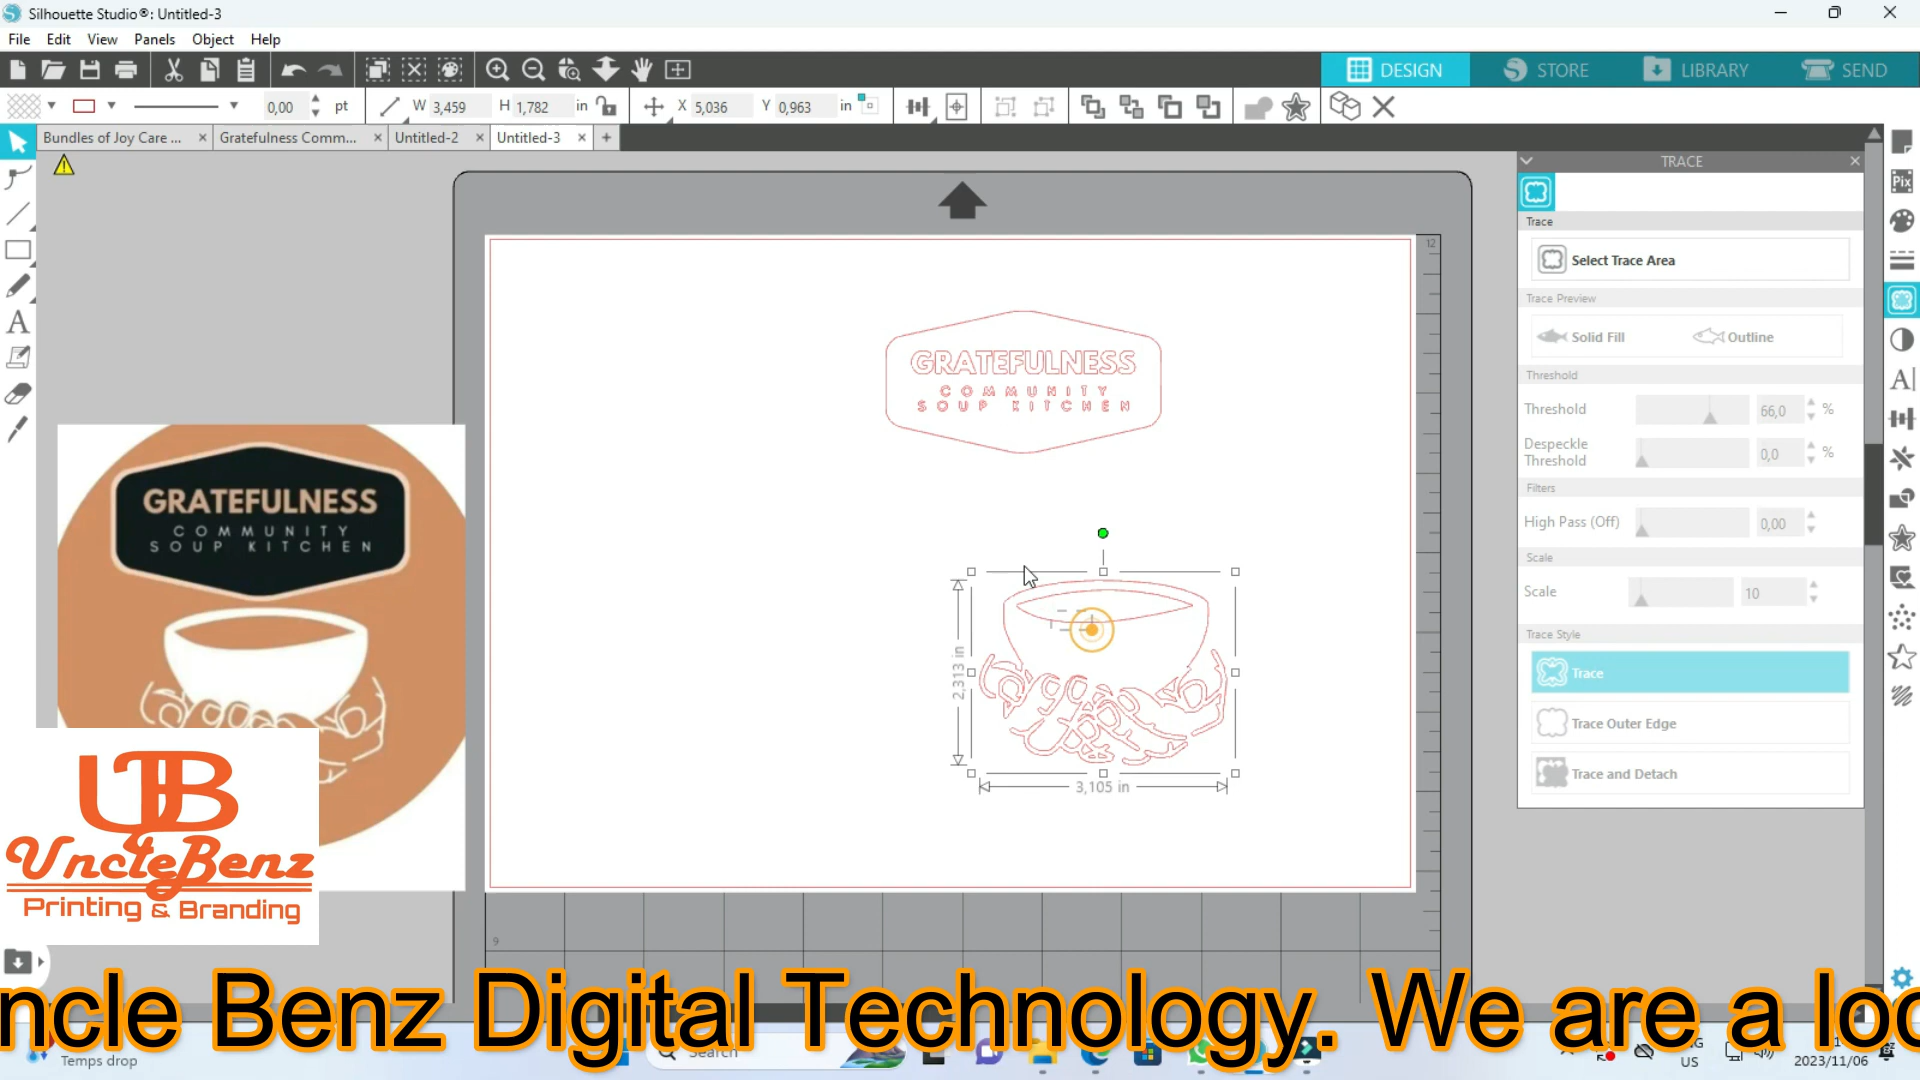 Silhouette Studio®: Untitled-3
File Edit View Panels Object Help
DESIGN STORE LIBRARY SEND
0,00 pt W 3,459 H 1,782 in X 5,036 Y 0,963 in
Bundles of Joy Care ... Gratefulness Comm... Untitled-2 Untitled-3
TRACE
Trace
Select Trace Area
Trace Preview
Solid Fill Outline
Threshold
Threshold 66,0 %
Despeckle
Threshold 0,0 %
Filters
High Pass (Off) 0,00
Scale
Scale 10
Trace Style
Trace
Trace Outer Edge
Trace and Detach
Pix
12
GRATEFULNESS
COMMUNITY
SOUP KITCHEN
2,313 in
3,105 in
9
GRATEFULNESS
COMMUNITY
SOUP KITCHEN
UB
UncleBenz
Printing & Branding
ncle Benz Digital Technology. We are a loc
Temps drop
Search
US
2023/11/06